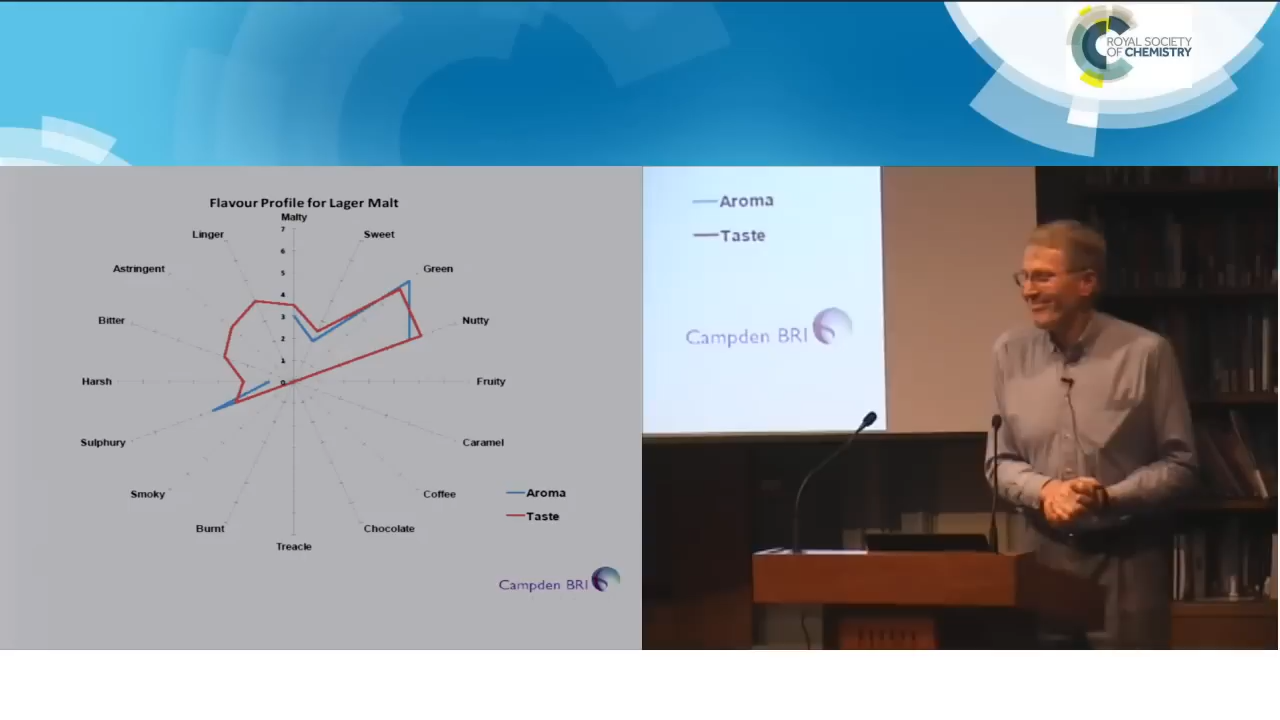 ROYAL SOCIETY
OF CHEMISTRY
Flavour Profile for Lager Malt
Malty
Linger
Sweet
Astringent
Green
Bitter
Nutty
Harsh
Fruity
Sulphury
Caramel
Smoky
Coffee
Burnt
Chocolate
Treacle
7
6
5
4
3
2
1
0
Aroma
Taste
Campden BRI
Aroma
Taste
Campden BRI